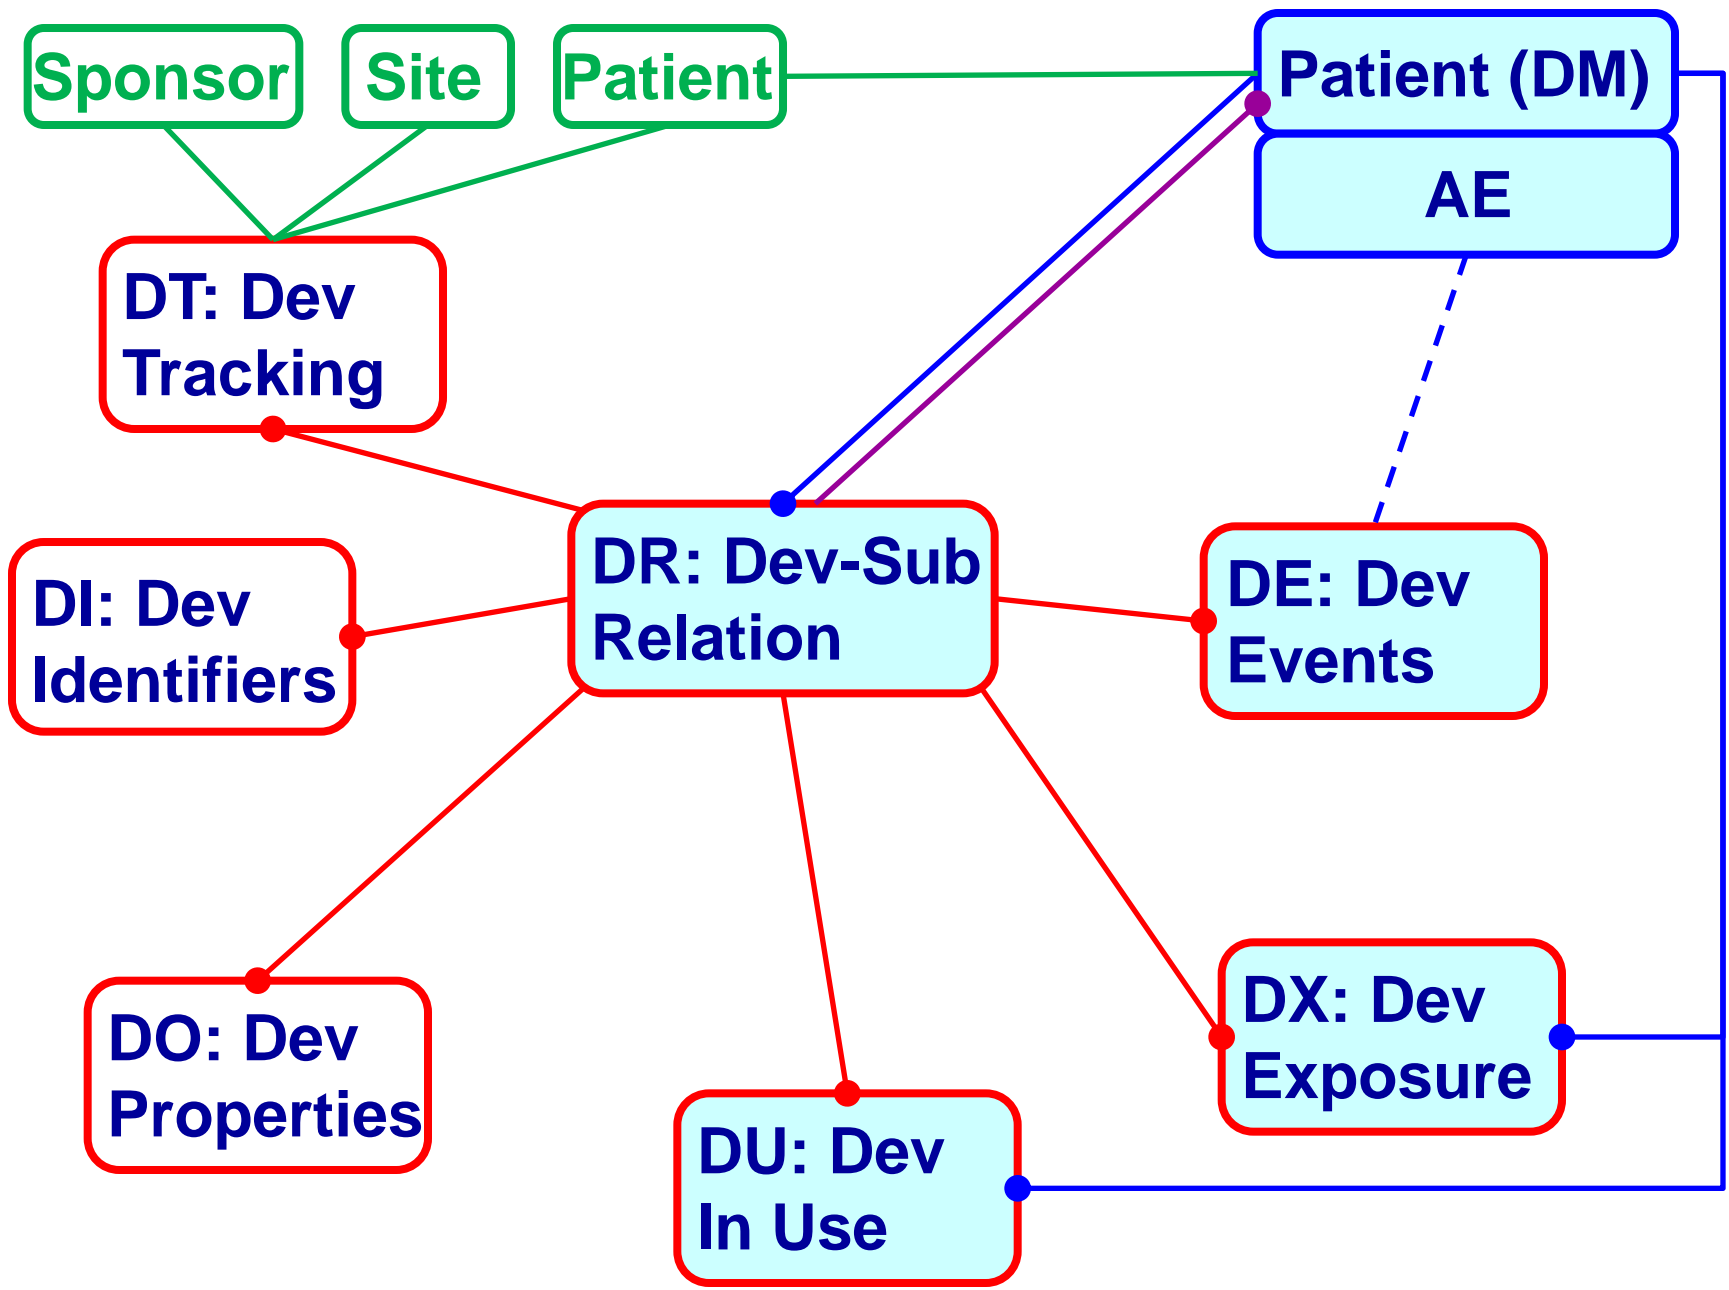 Sponsor
Site
Patient
Patient (DM)
AE
DT: Dev
Tracking
DR: Dev-Sub
Relation
DE: Dev
Events
DI: Dev
Identifiers
DX: Dev
Exposure
DO: Dev
Properties
DU: Dev
In Use